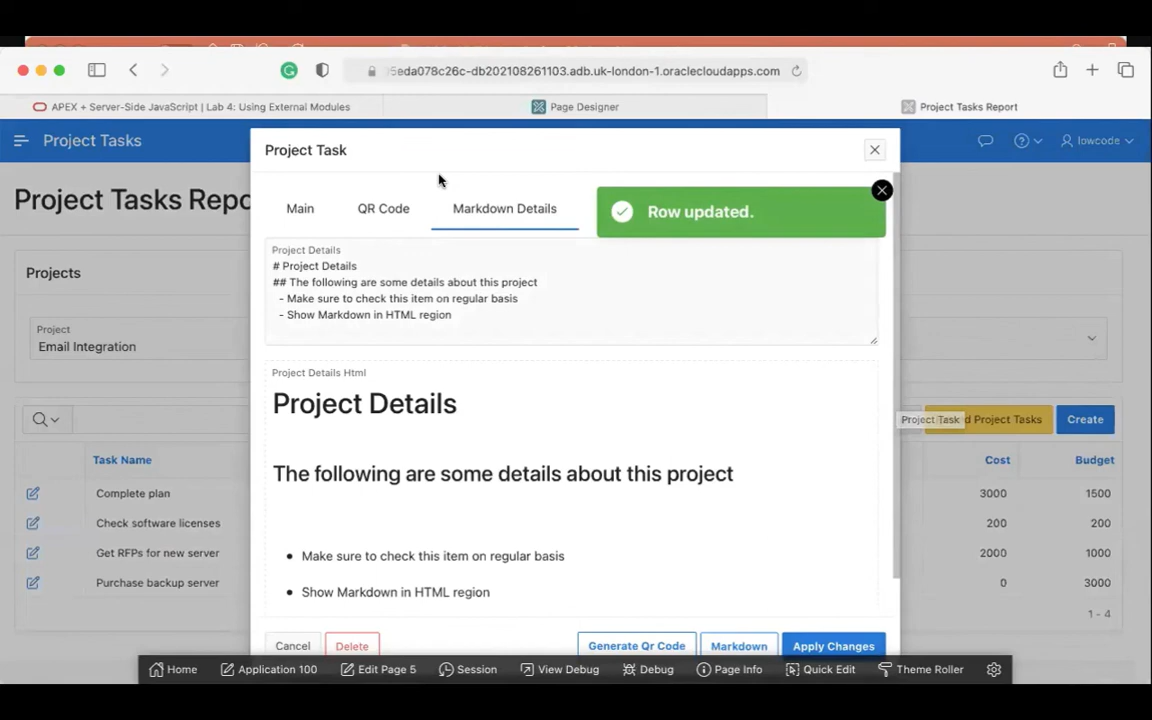 5eda078c26c-db202108261103.adb.uk-london-1.oraclecloudapps.com
APEX + Server-Side JavaScript | Lab 4: Using External Modules
Page Designer
Project Tasks Report
Project Tasks
lowcode
Project Tasks Repo
Project Task
Main
QR Code
Markdown Details
Row updated.
Project Details
# Project Details
## The following are some details about this project
- Make sure to check this item on regular basis
- Show Markdown in HTML region
Projects
Project
Email Integration
Project Details Html
Project Details
The following are some details about this project
Make sure to check this item on regular basis
Show Markdown in HTML region
Project Task
d Project Tasks
Create
Task Name
Cost
Budget
Complete plan
3000
1500
Check software licenses
200
200
Get RFPs for new server
2000
1000
Purchase backup server
0
3000
1 - 4
Cancel
Delete
Generate Qr Code
Markdown
Apply Changes
Home
Application 100
Edit Page 5
Session
View Debug
Debug
Page Info
Quick Edit
Theme Roller